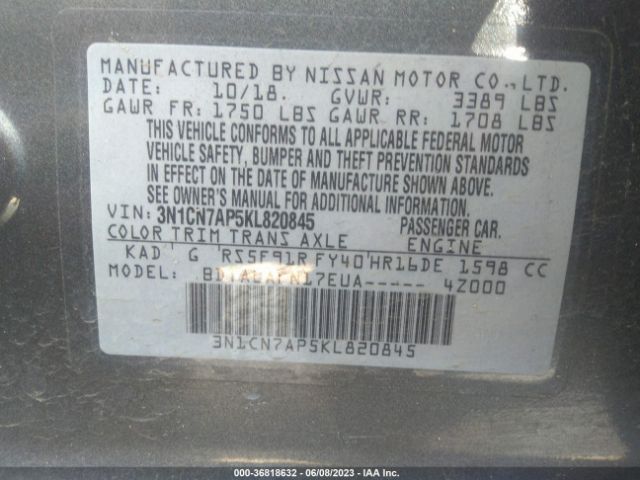 MANUFACTURED BY NISSAN MOTOR CO.,LTD.
DATE: 10/18. GVWR: 3389 LBS
GAWR FR: 1750 LBS GAWR RR: 1708 LBS
THIS VEHICLE CONFORMS TO ALL APPLICABLE FEDERAL MOTOR
VEHICLE SAFETY, BUMPER AND THEFT PREVENTION STANDARDS
IN EFFECT ON THE DATE OF MANUFACTURE SHOWN ABOVE.
SEE OWNER'S MANUAL FOR ADDITIONAL INFORMATION.
VIN: 3N1CN7AP5KL820845 PASSENGER CAR.
COLOR TRIM TRANS AXLE ENGINE
KAD G RS5F91R FY40 HR16DE 1598 CC
MODEL: 4Z000
3N1CN7AP5KL820845
000-36818632 - 06/08/2023 - IAA Inc.